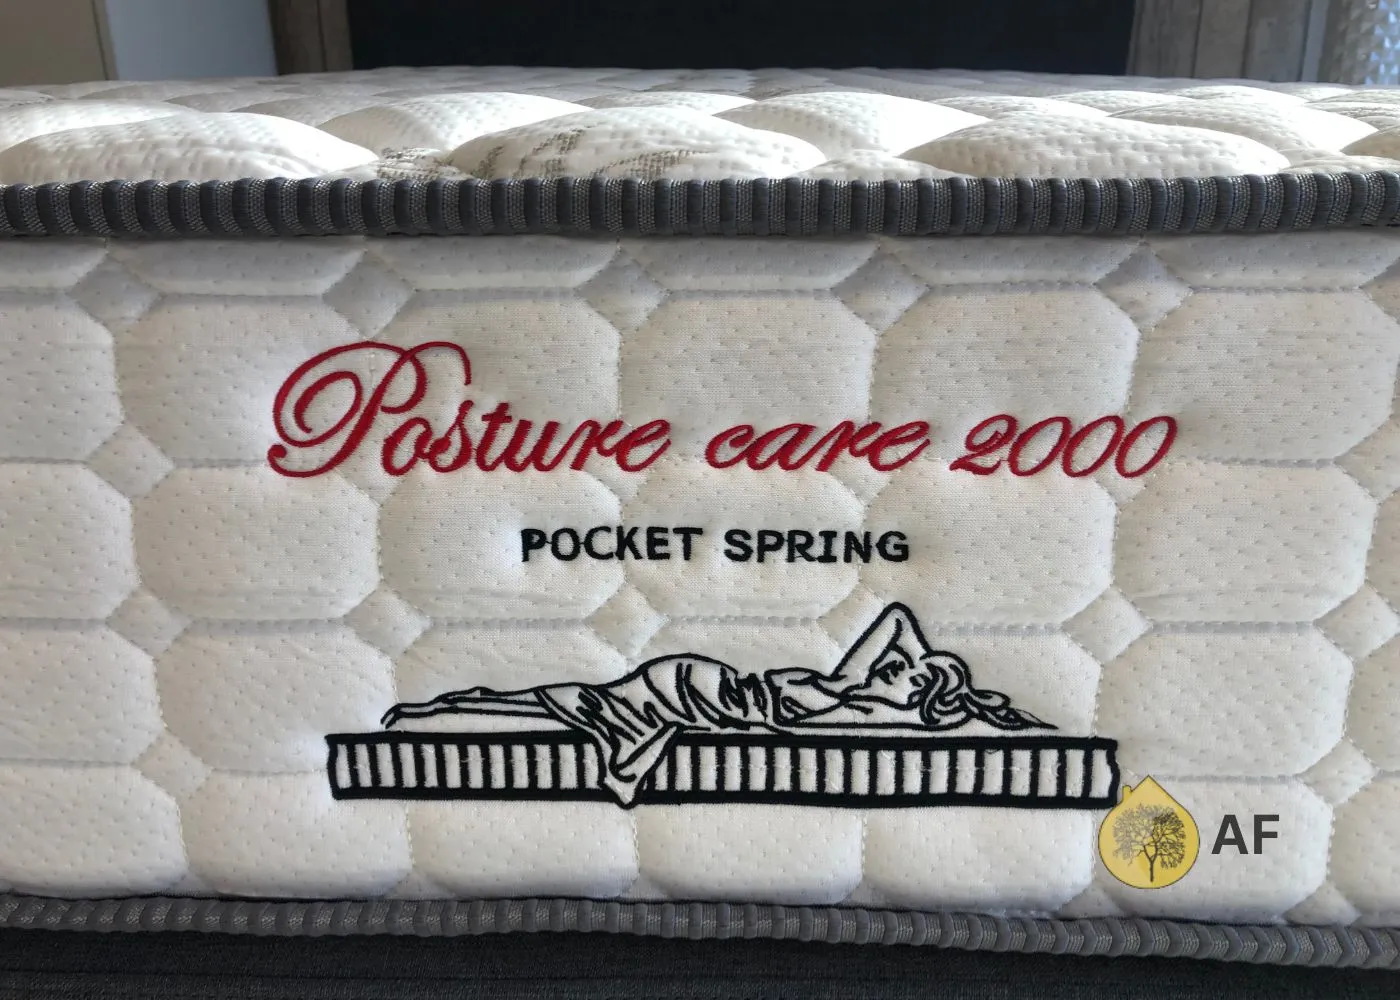 Posture care 2000
POCKET SPRING
AF